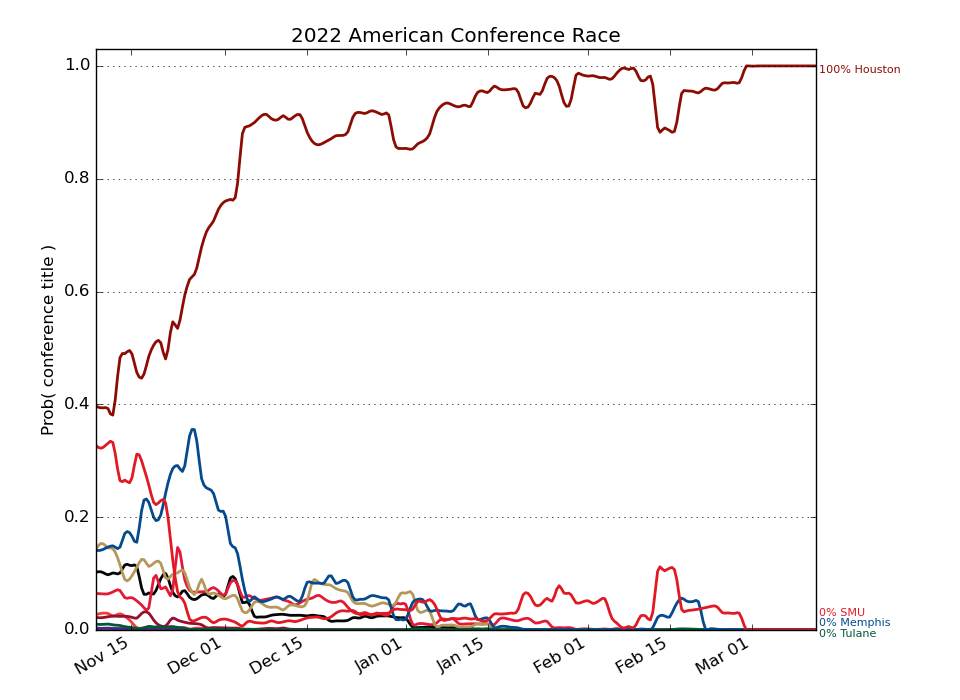 2022 American Conference Race
Prob( conference title )
1.0
0.8
0.6
0.4
0.2
0.0
100% Houston
0% SMU
0% Memphis
0% Tulane
Nov 15
Dec 01
Dec 15
Jan 01
Jan 15
Feb 01
Feb 15
Mar 01